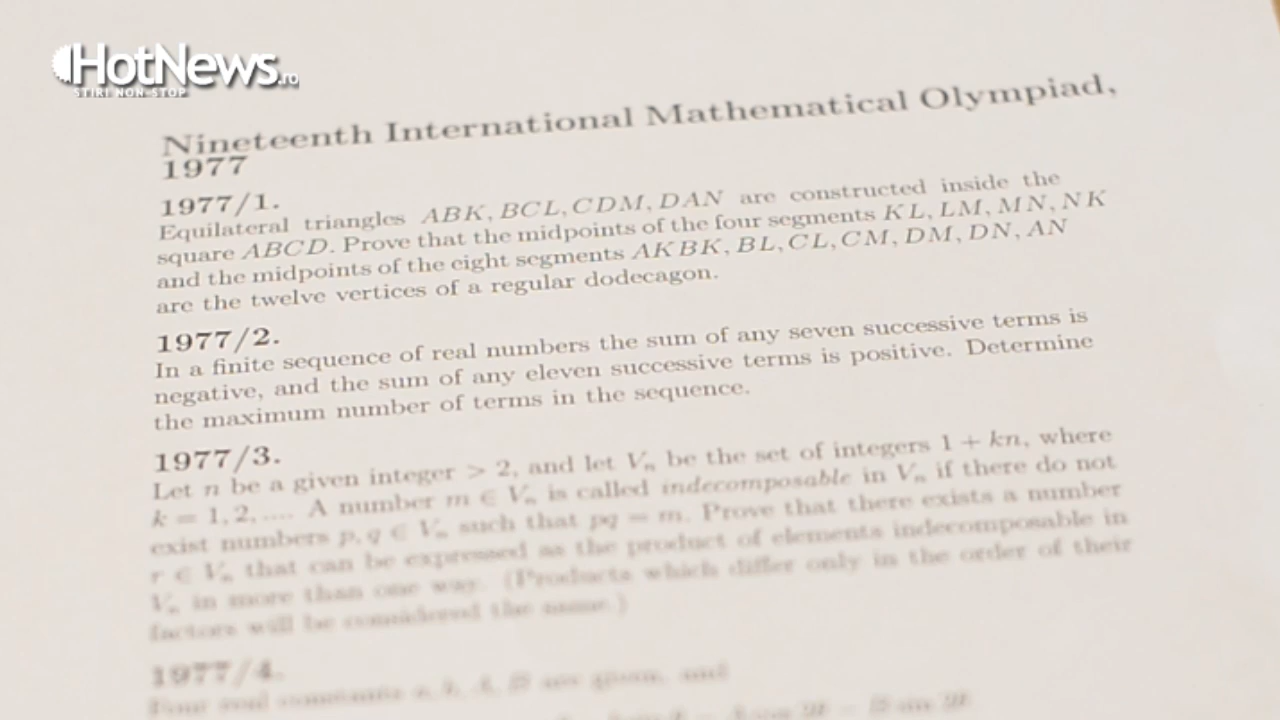 HotNews.ro
STIRI NON-STOP
Nineteenth International Mathematical Olympiad,
1977
1977/1.
Equilateral triangles ABK, BCL, CDM, DAN are constructed inside the
square ABCD. Prove that the midpoints of the four segments KL, LM, MN, NK
and the midpoints of the eight segments AKBK, BL, CL, CM, DM, DN, AN
are the twelve vertices of a regular dodecagon.
1977/2.
In a finite sequence of real numbers the sum of any seven successive terms is
negative, and the sum of any eleven successive terms is positive. Determine
the maximum number of terms in the sequence.
1977/3.
Let n be a given integer > 2, and let Vₙ be the set of integers 1 + kn, where
k = 1, 2, .... A number m ∈ Vₙ is called indecomposable in Vₙ if there do not
exist numbers p, q ∈ Vₙ such that pq = m. Prove that there exists a number
r ∈ Vₙ that can be expressed as the product of elements indecomposable in
Vₙ in more than one way. (Products which differ only in the order of their
factors will be considered the same.)
1977/4.
Four real constants a, b, A, B are given, and